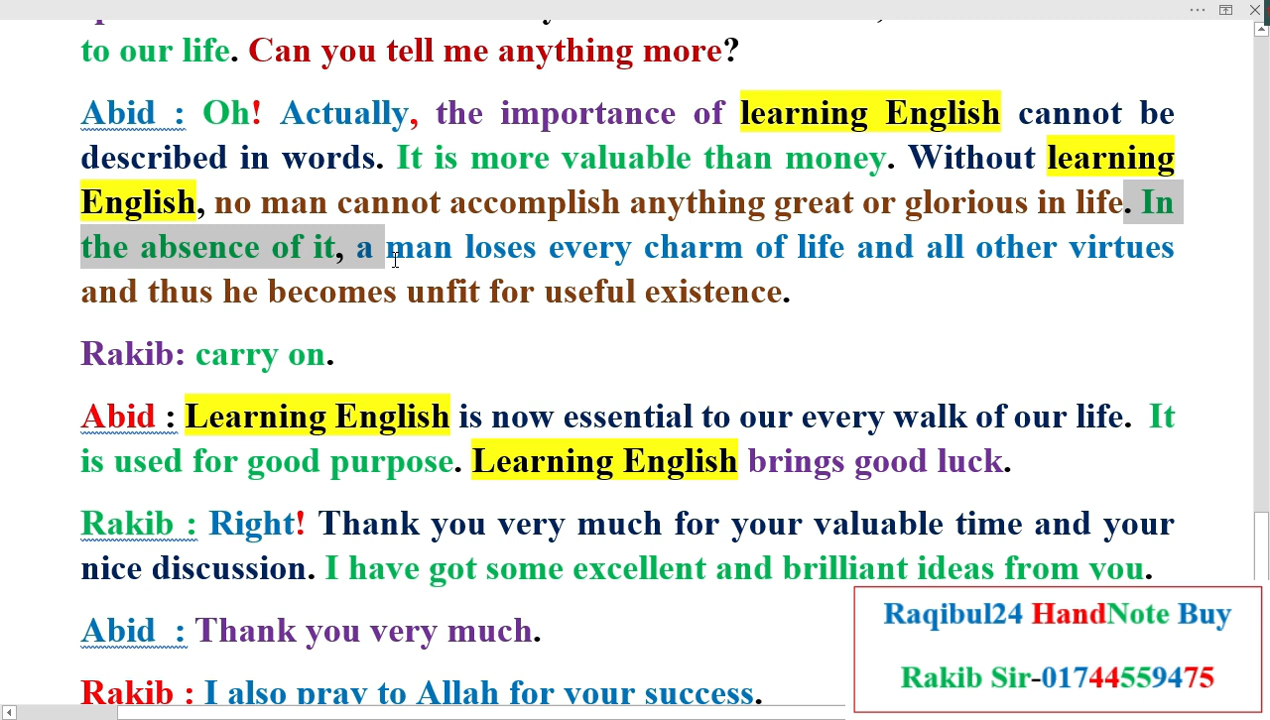 to our life. Can you tell me anything more?
Abid : Oh! Actually, the importance of learning English cannot be
described in words. It is more valuable than money. Without learning
English, no man cannot accomplish anything great or glorious in life. In
the absence of it, a man loses every charm of life and all other virtues
and thus he becomes unfit for useful existence.
Rakib: carry on.
Abid : Learning English is now essential to our every walk of our life. It
is used for good purpose. Learning English brings good luck.
Rakib : Right! Thank you very much for your valuable time and your
nice discussion. I have got some excellent and brilliant ideas from you.
Abid : Thank you very much.
Rakib : I also pray to Allah for your success.
Raqibul24 HandNote Buy
Rakib Sir-01744559475